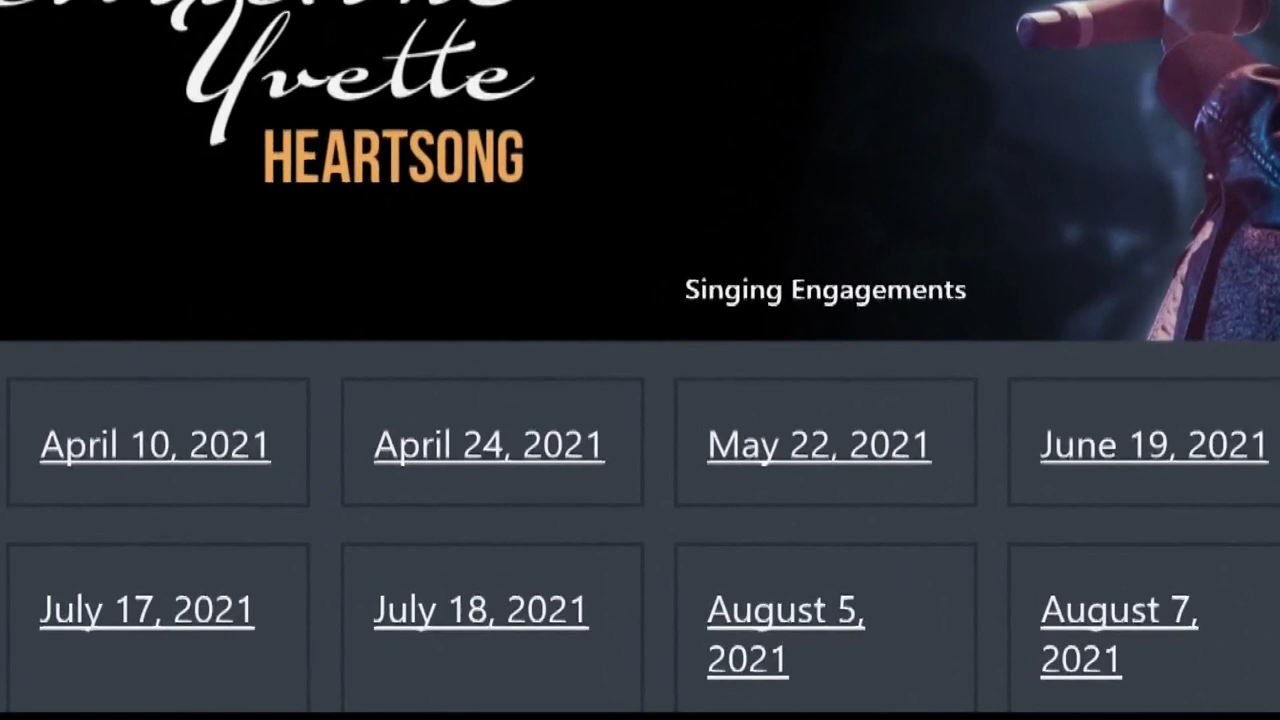 Yvette
HEARTSONG
Singing Engagements
April 10, 2021
April 24, 2021
May 22, 2021
June 19, 2021
July 17, 2021
July 18, 2021
August 5,
2021
August 7,
2021